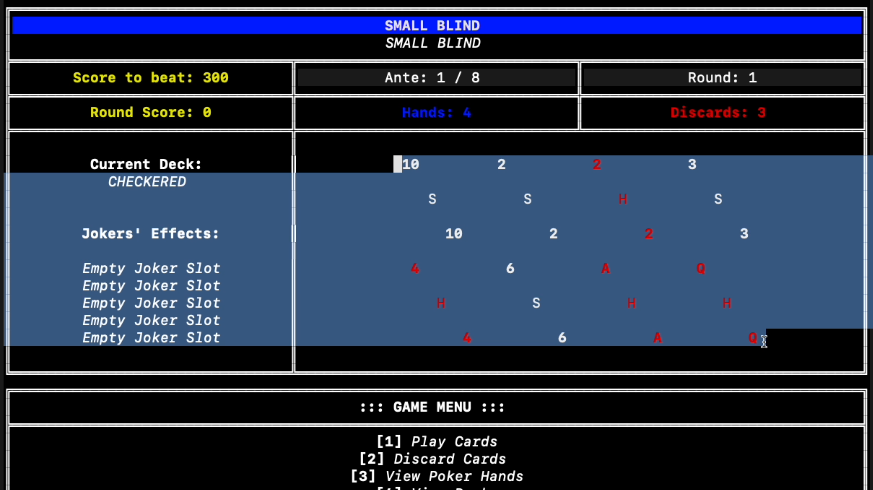 SMALL BLIND
SMALL BLIND
Score to beat: 300 Ante: 1 / 8 Round: 1
Round Score: 0 Hands: 4 Discards: 3
Current Deck: 10 2 2 3
CHECKERED
S S H S
Jokers' Effects: 10 2 2 3
Empty Joker Slot 4 6 A Q
Empty Joker Slot
Empty Joker Slot H S H H
Empty Joker Slot
Empty Joker Slot 4 6 A Q
::: GAME MENU :::
[1] Play Cards
[2] Discard Cards
[3] View Poker Hands